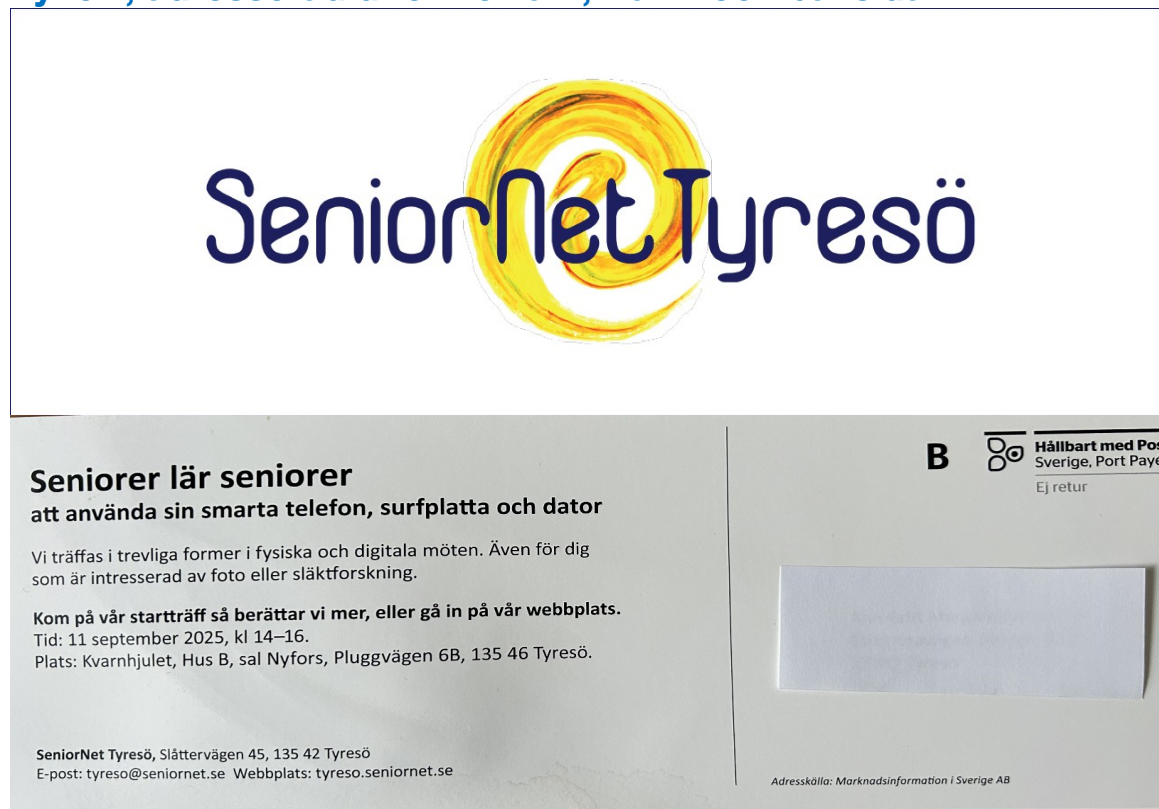 SeniorNet Tyresö
Seniorer lär seniorer
att använda sin smarta telefon, surfplatta och dator
Vi träffas i trevliga former i fysiska och digitala möten. Även för dig
som är intresserad av foto eller släktforskning.
Kom på vår startträff så berättar vi mer, eller gå in på vår webbplats.
Tid: 11 september 2025, kl 14–16.
Plats: Kvarnhjulet, Hus B, sal Nyfors, Pluggvägen 6B, 135 46 Tyresö.
SeniorNet Tyresö, Slåttervägen 45, 135 42 Tyresö
E-post: tyreso@seniornet.se Webbplats: tyreso.seniornet.se
B
Hållbart med Pos
Sverige, Port Paye
Ej retur
Adresskälla: Marknadsinformation i Sverige AB